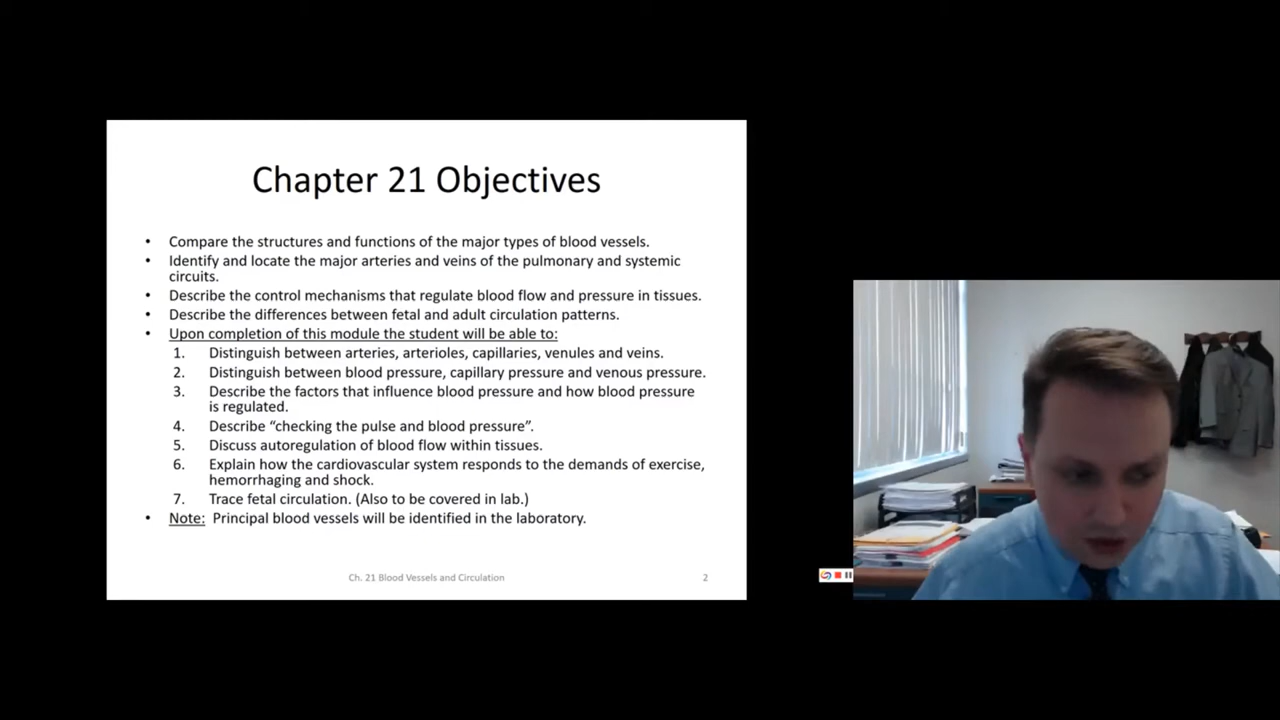 Chapter 21 Objectives
• Compare the structures and functions of the major types of blood vessels.
• Identify and locate the major arteries and veins of the pulmonary and systemic
circuits.
• Describe the control mechanisms that regulate blood flow and pressure in tissues.
• Describe the differences between fetal and adult circulation patterns.
• Upon completion of this module the student will be able to:
1. Distinguish between arteries, arterioles, capillaries, venules and veins.
2. Distinguish between blood pressure, capillary pressure and venous pressure.
3. Describe the factors that influence blood pressure and how blood pressure
is regulated.
4. Describe “checking the pulse and blood pressure”.
5. Discuss autoregulation of blood flow within tissues.
6. Explain how the cardiovascular system responds to the demands of exercise,
hemorrhaging and shock.
7. Trace fetal circulation. (Also to be covered in lab.)
• Note: Principal blood vessels will be identified in the laboratory.
Ch. 21 Blood Vessels and Circulation 2